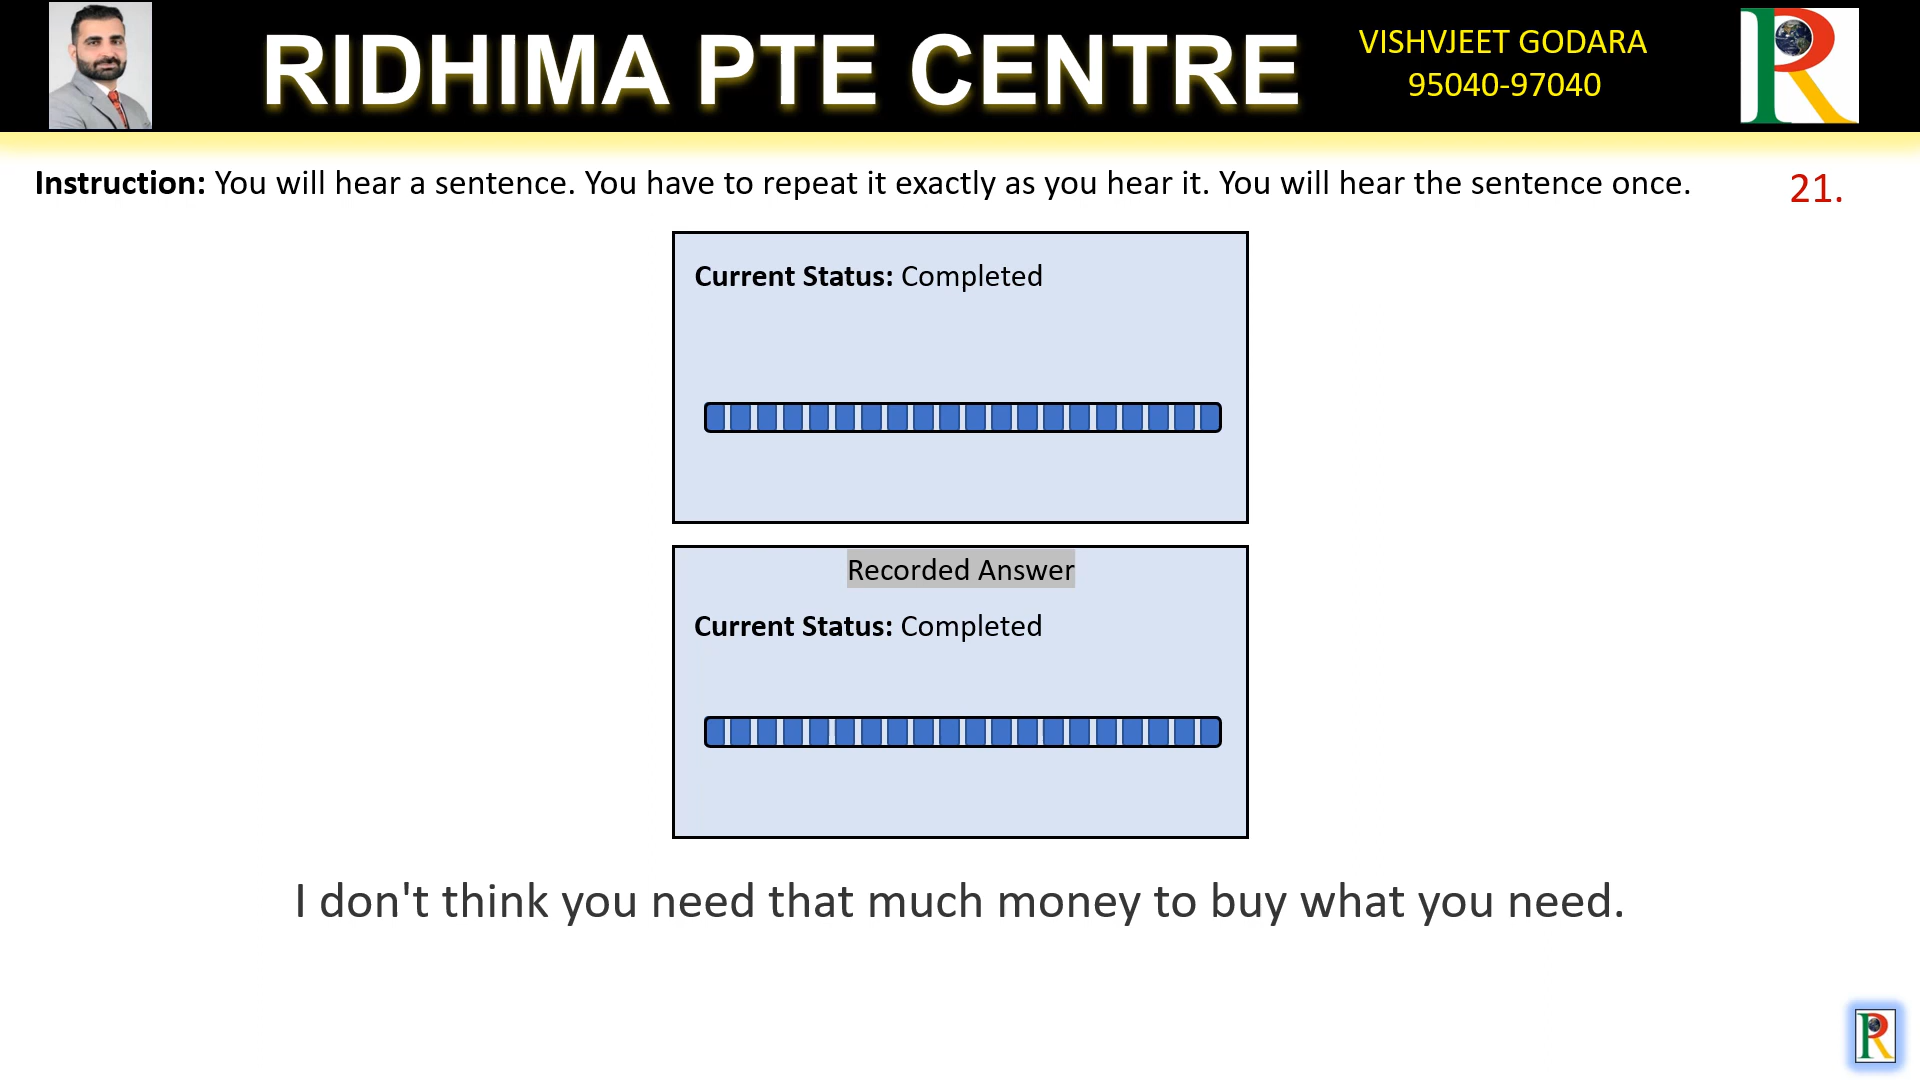 RIDHIMA PTE CENTRE
VISHVJEET GODARA
95040-97040
Instruction: You will hear a sentence. You have to repeat it exactly as you hear it. You will hear the sentence once.
21.
Current Status: Completed
Recorded Answer
Current Status: Completed
I don't think you need that much money to buy what you need.